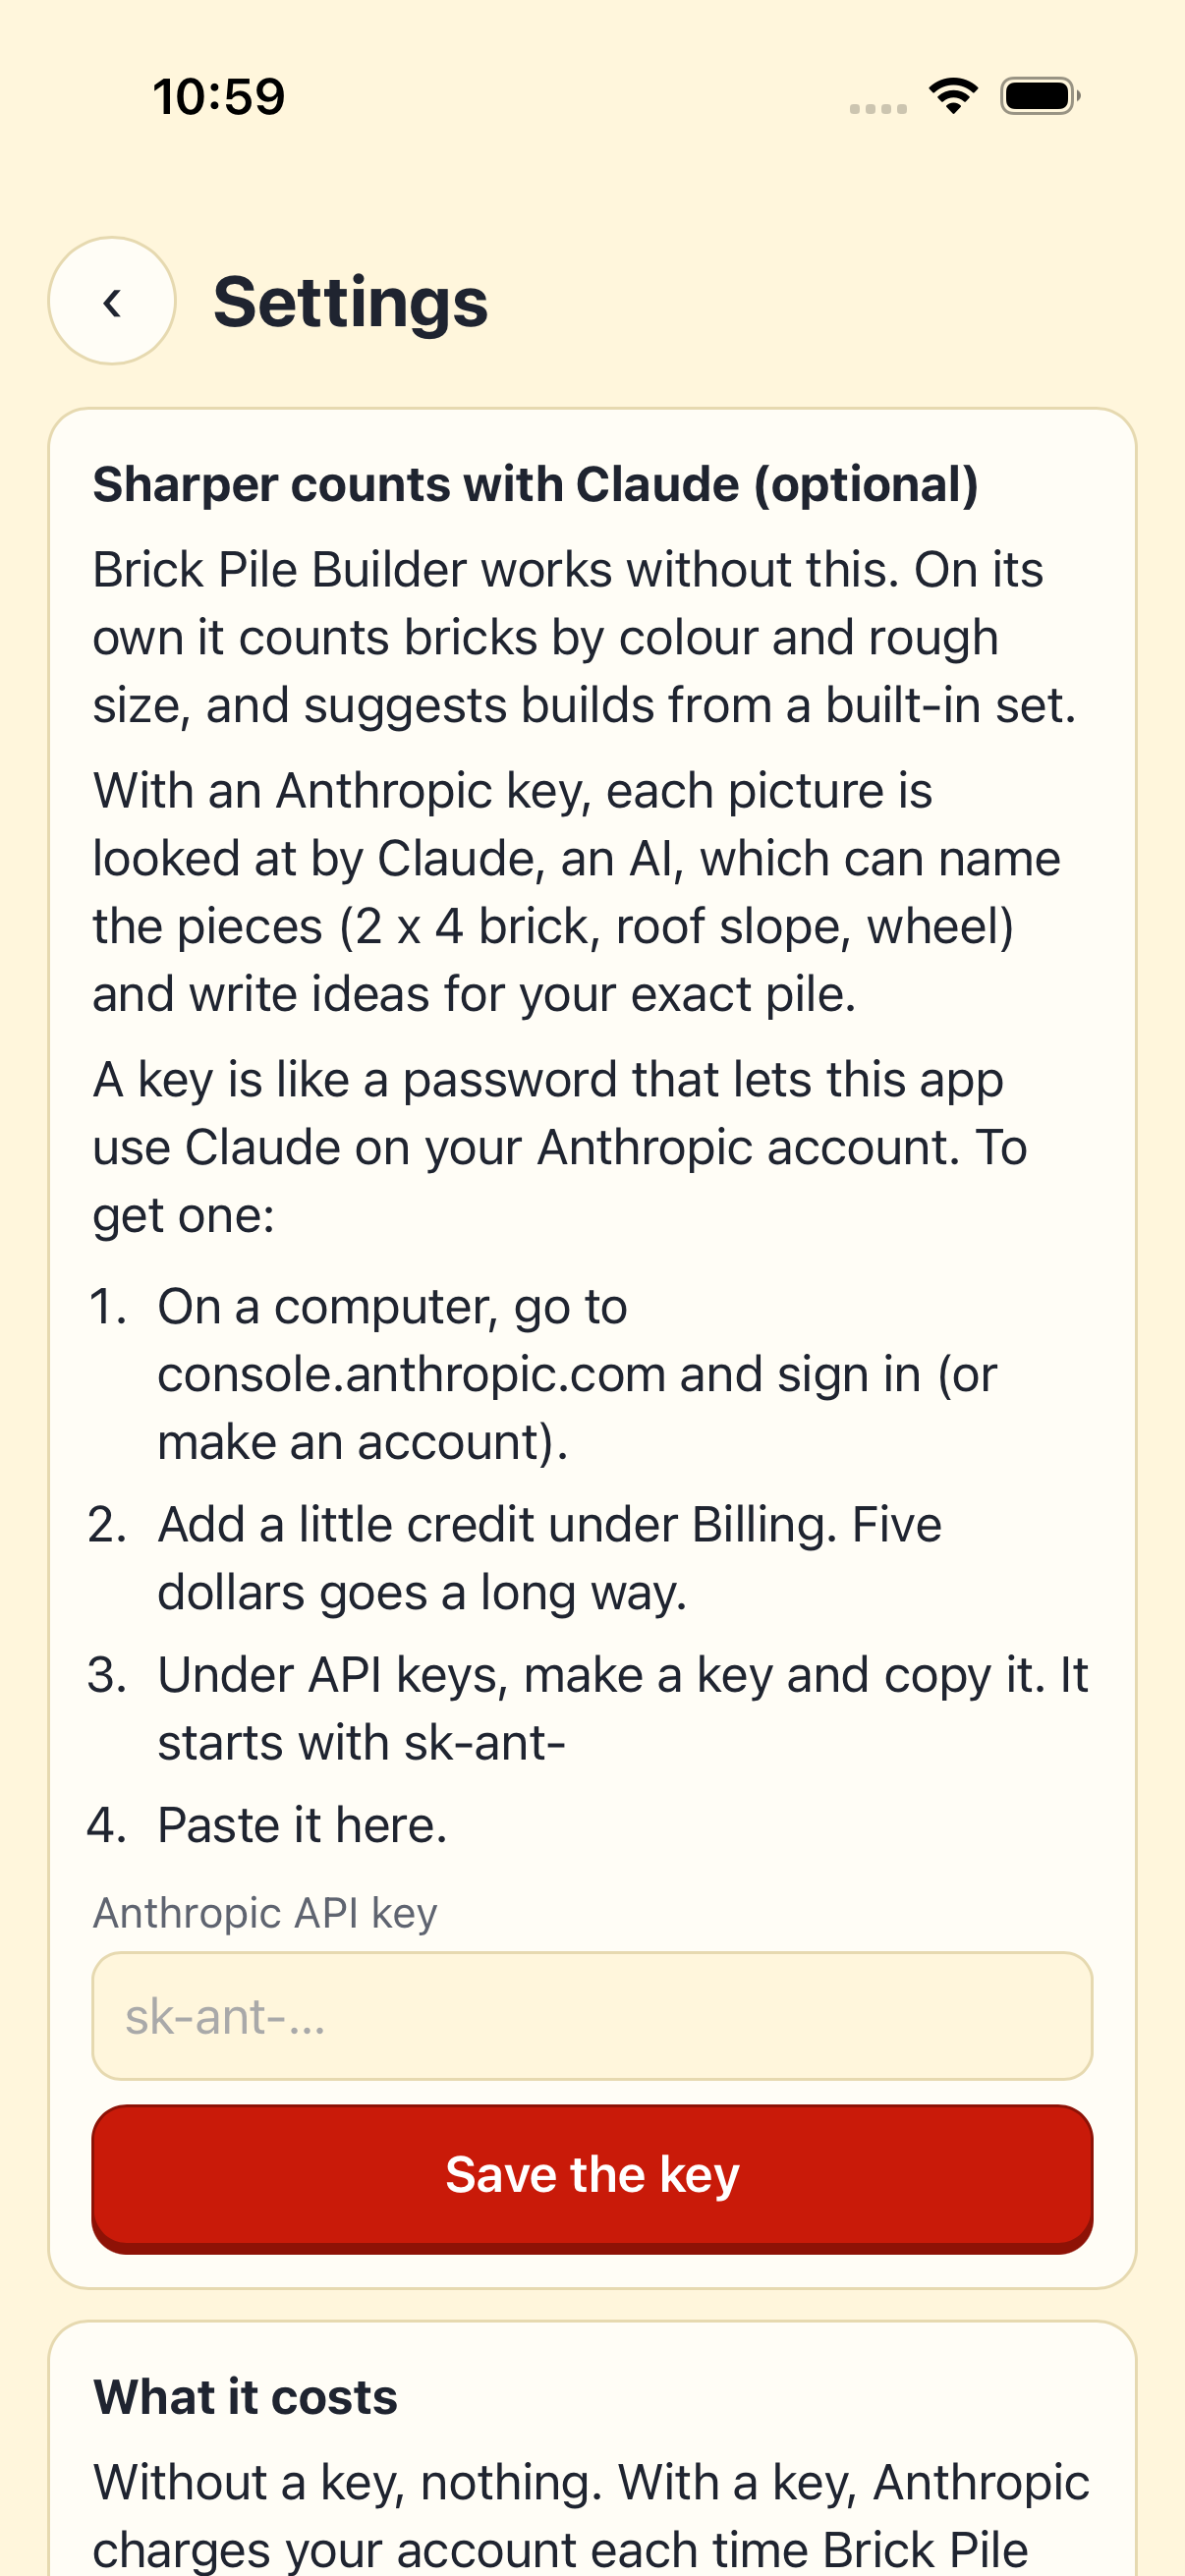 10:59
‹ Settings
Sharper counts with Claude (optional)
Brick Pile Builder works without this. On its
own it counts bricks by colour and rough
size, and suggests builds from a built-in set.
With an Anthropic key, each picture is
looked at by Claude, an AI, which can name
the pieces (2 x 4 brick, roof slope, wheel)
and write ideas for your exact pile.
A key is like a password that lets this app
use Claude on your Anthropic account. To
get one:
1. On a computer, go to
console.anthropic.com and sign in (or
make an account).
2. Add a little credit under Billing. Five
dollars goes a long way.
3. Under API keys, make a key and copy it. It
starts with sk-ant-
4. Paste it here.
Anthropic API key
sk-ant-...
Save the key
What it costs
Without a key, nothing. With a key, Anthropic
charges your account each time Brick Pile